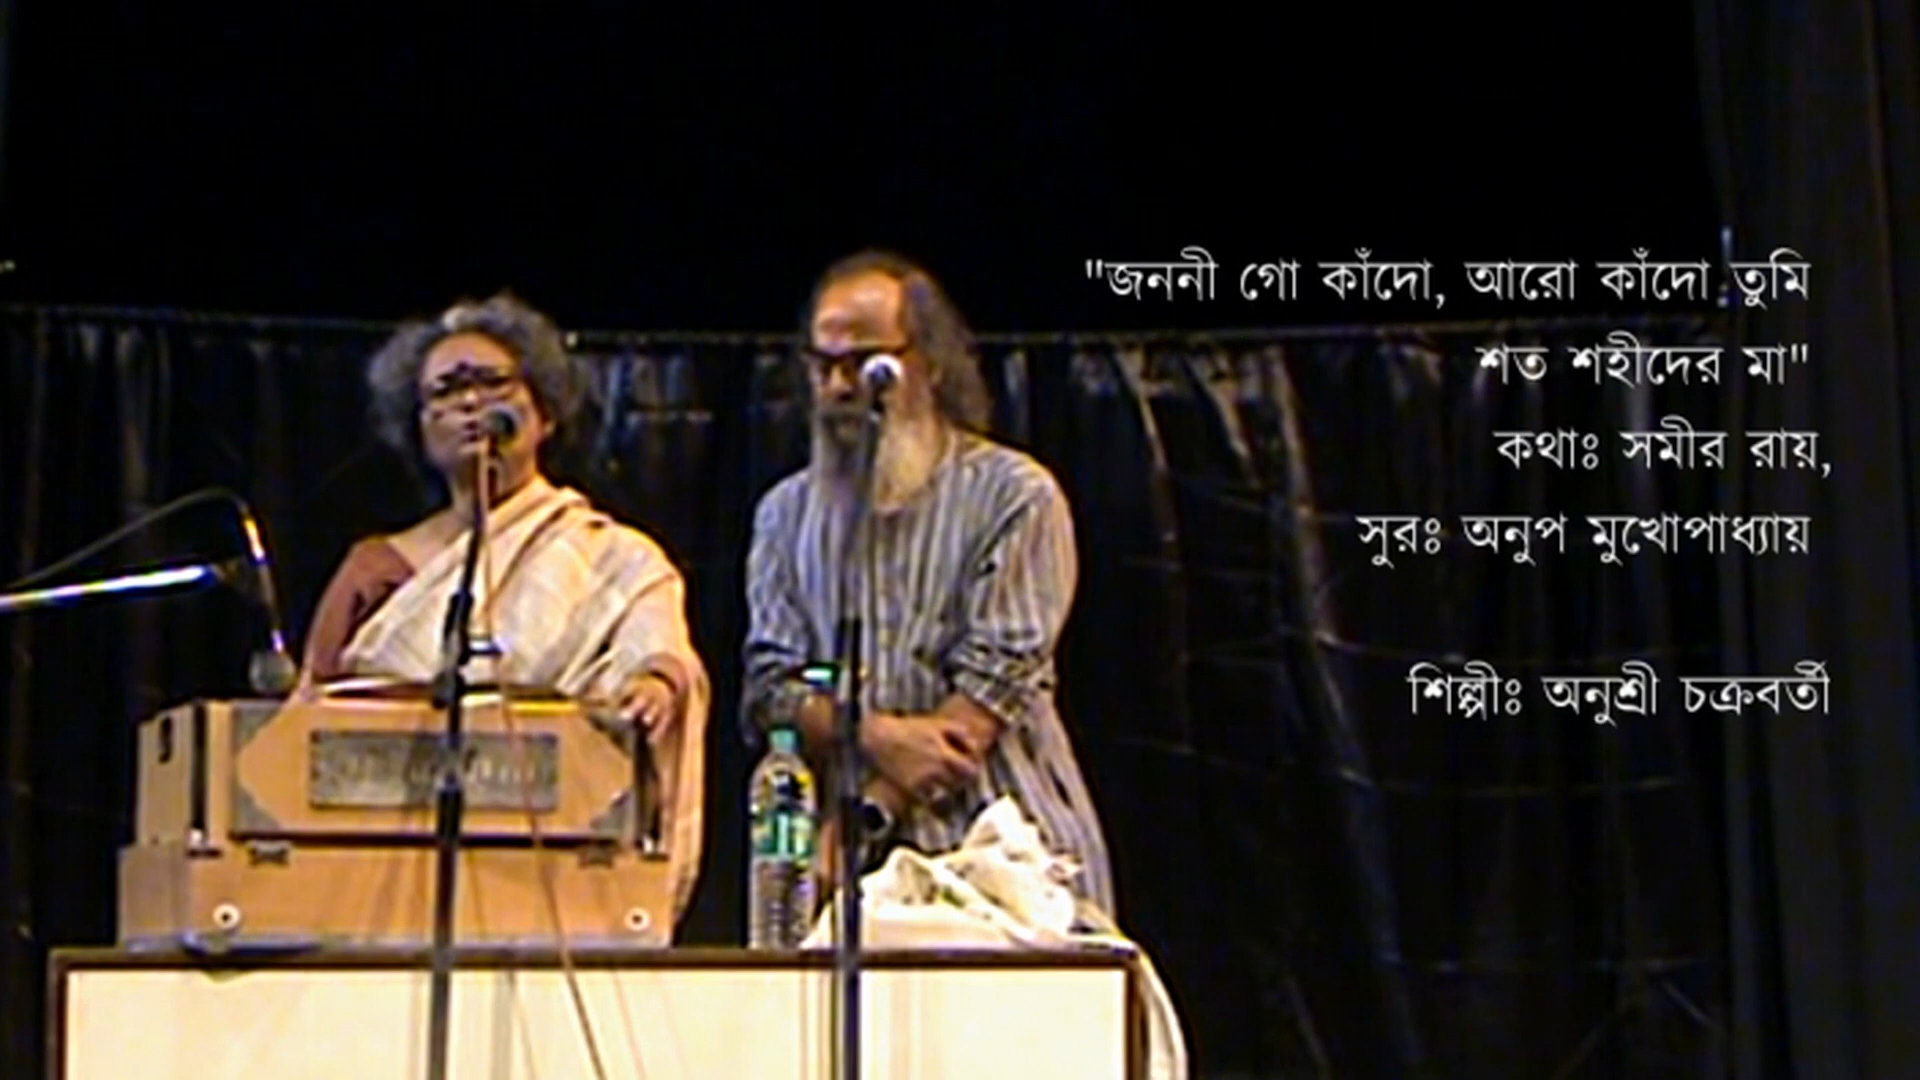 "জননী গো কাঁদো, আরো কাঁদো তুমি
শত শহীদের মা"
কথাঃ সমীর রায়,
সুরঃ অনুপ মুখোপাধ্যায়
শিল্পীঃ অনুশ্রী চক্রবর্তী